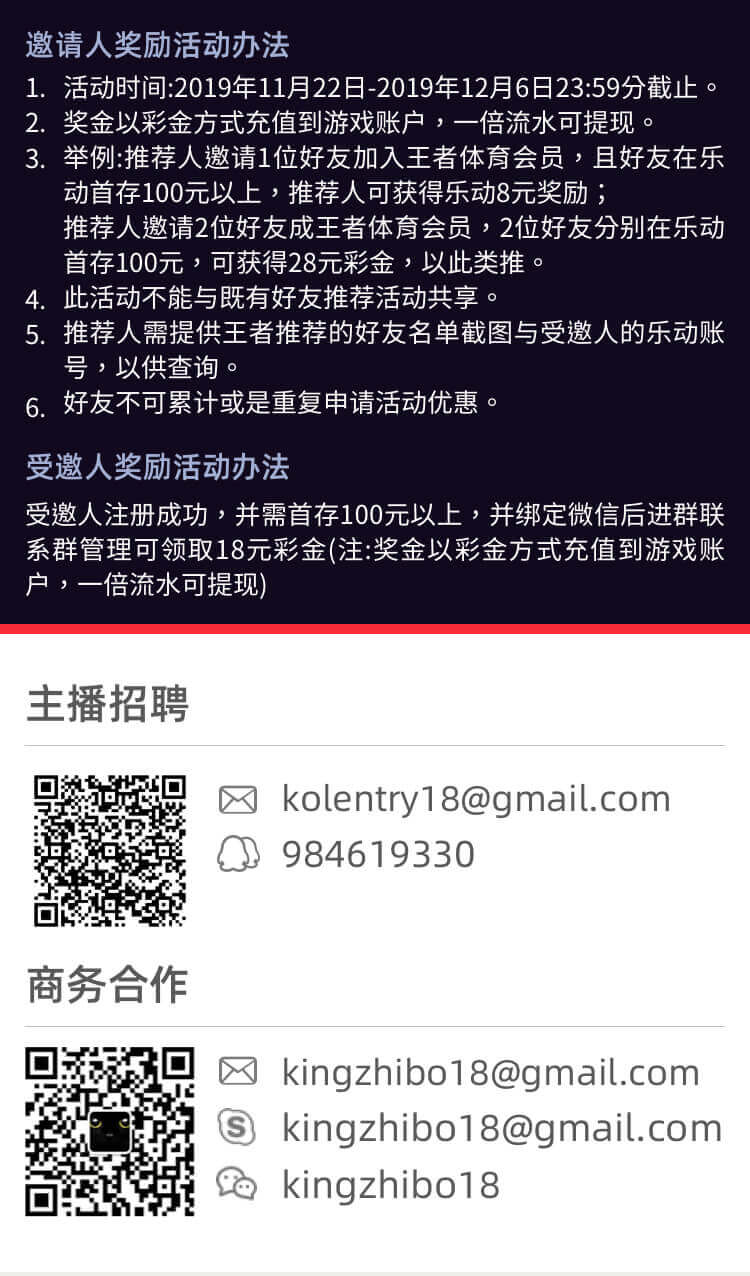 邀请人奖励活动办法
1. 活动时间:2019年11月22日-2019年12月6日23:59分截止。
2. 奖金以彩金方式充值到游戏账户，一倍流水可提现。
3. 举例:推荐人邀请1位好友加入王者体育会员，且好友在乐
动首存100元以上，推荐人可获得乐动8元奖励；
推荐人邀请2位好友成王者体育会员，2位好友分别在乐动
首存100元，可获得28元彩金，以此类推。
4. 此活动不能与既有好友推荐活动共享。
5. 推荐人需提供王者推荐的好友名单截图与受邀人的乐动账
号，以供查询。
6. 好友不可累计或是重复申请活动优惠。
受邀人奖励活动办法
受邀人注册成功，并需首存100元以上，并绑定微信后进群联
系群管理可领取18元彩金(注:奖金以彩金方式充值到游戏账
户，一倍流水可提现)
主播招聘
kolentry18@gmail.com
984619330
商务合作
kingzhibo18@gmail.com
kingzhibo18@gmail.com
kingzhibo18